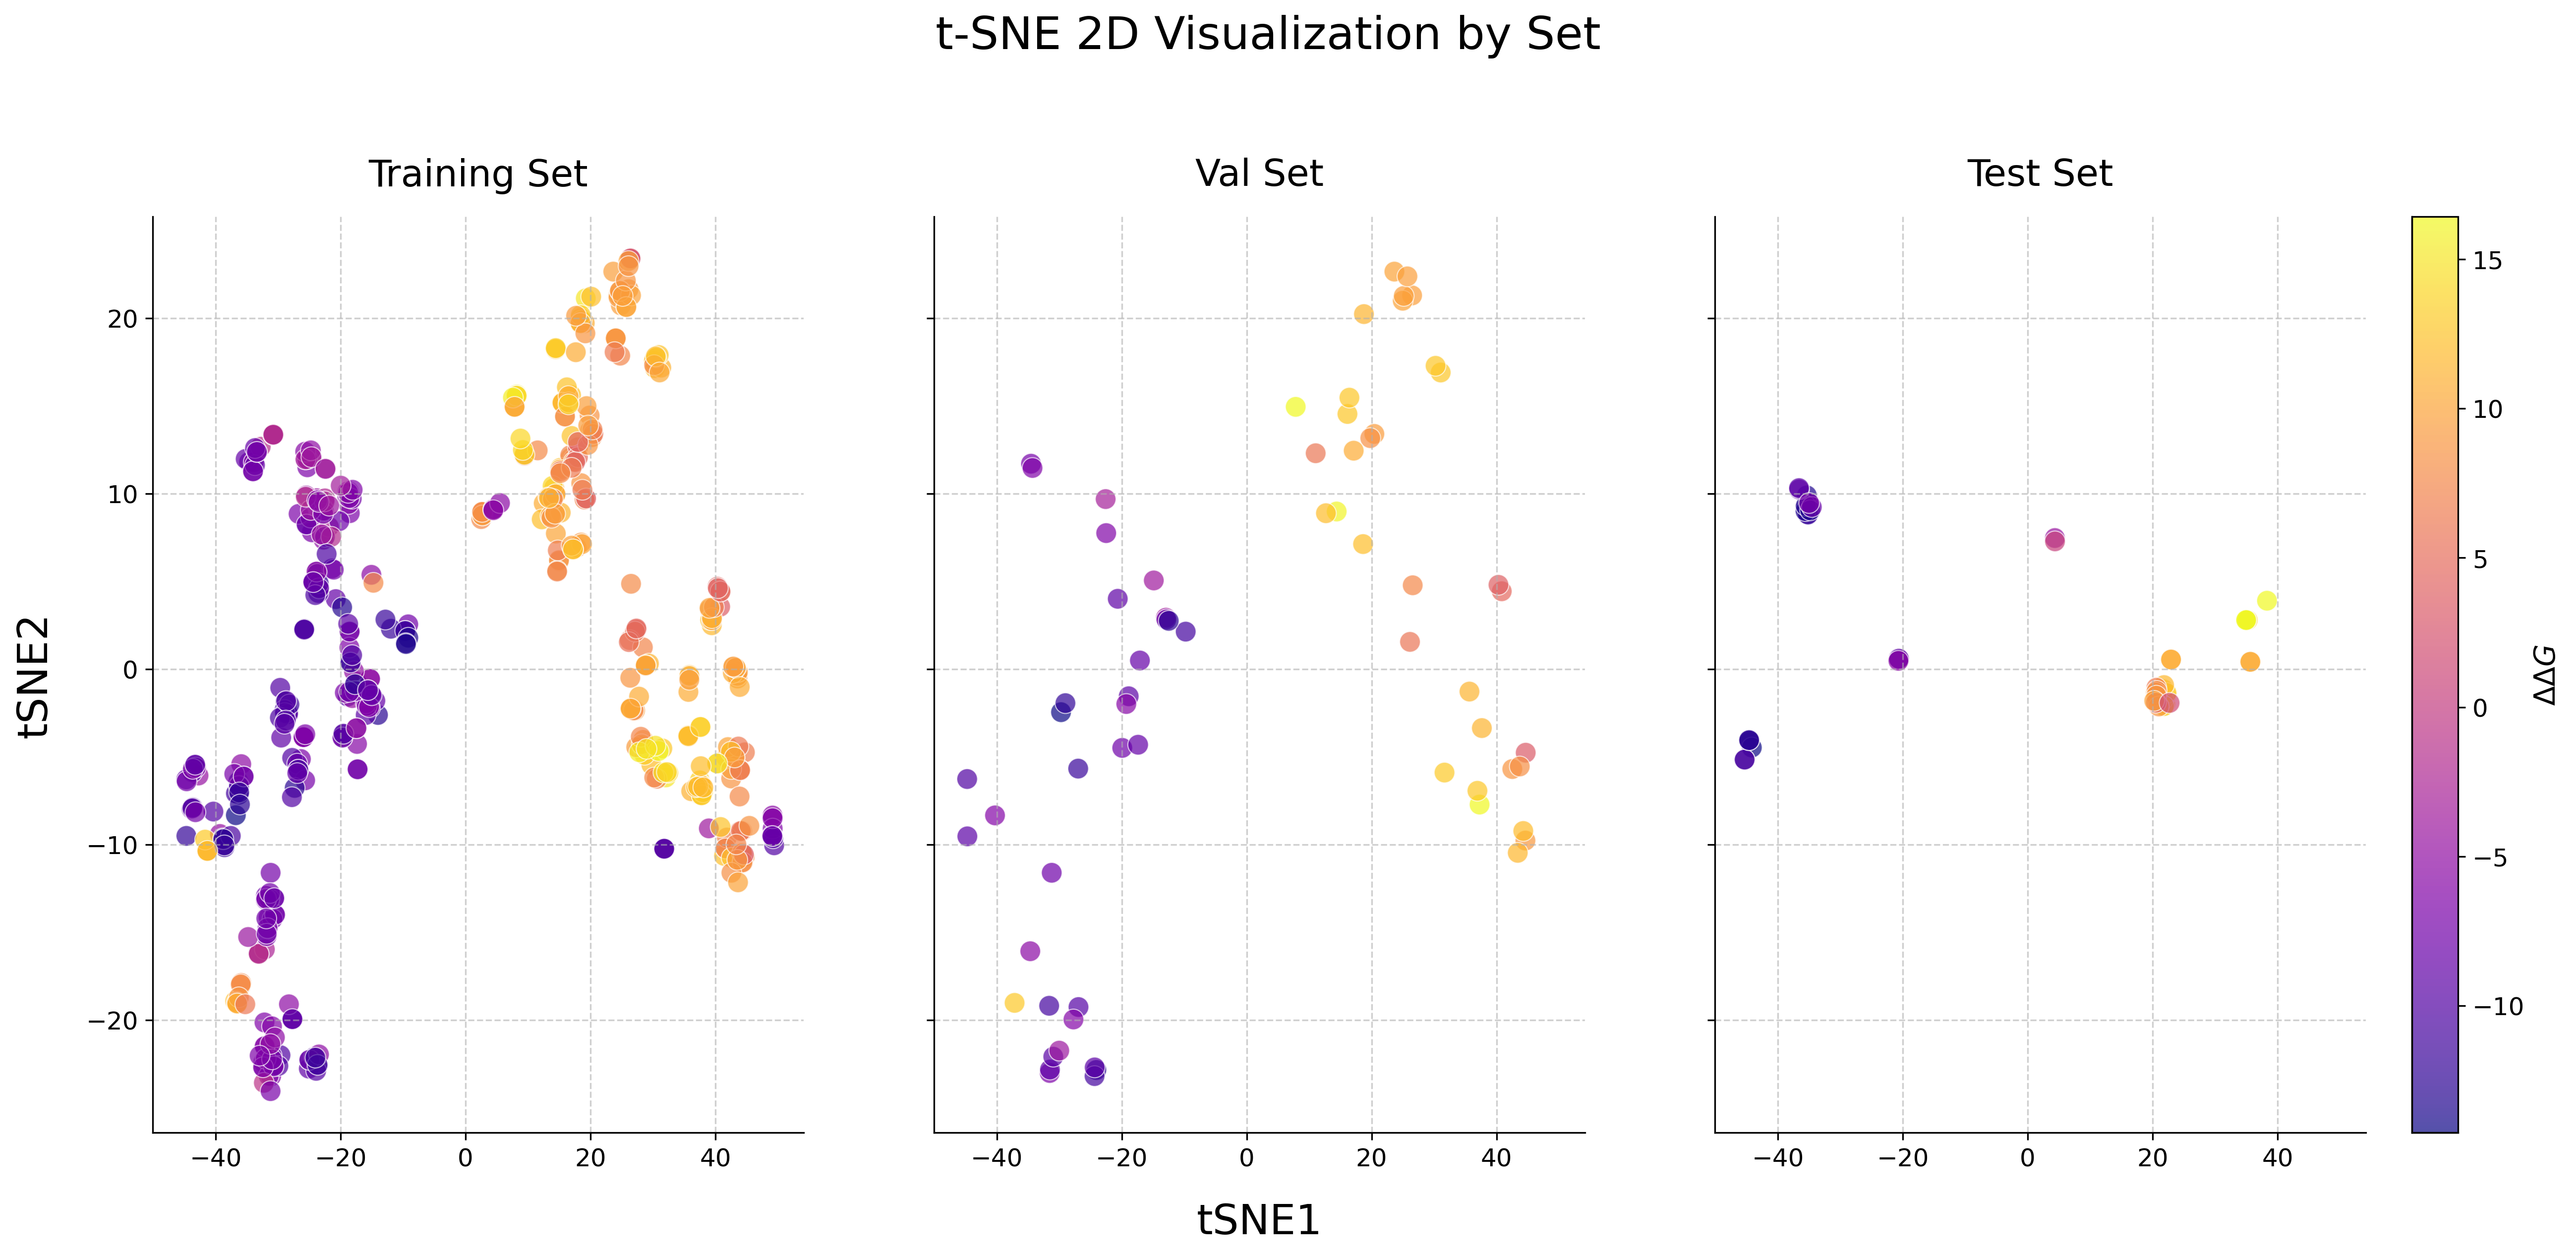 t-SNE 2D Visualization by Set
Training Set
Val Set
Test Set
tSNE2
20
10
0
−10
−20
−40 −20 0 20 40
−40 −20 0 20 40
−40 −20 0 20 40
tSNE1
15
10
5
0
−5
−10
ΔΔG